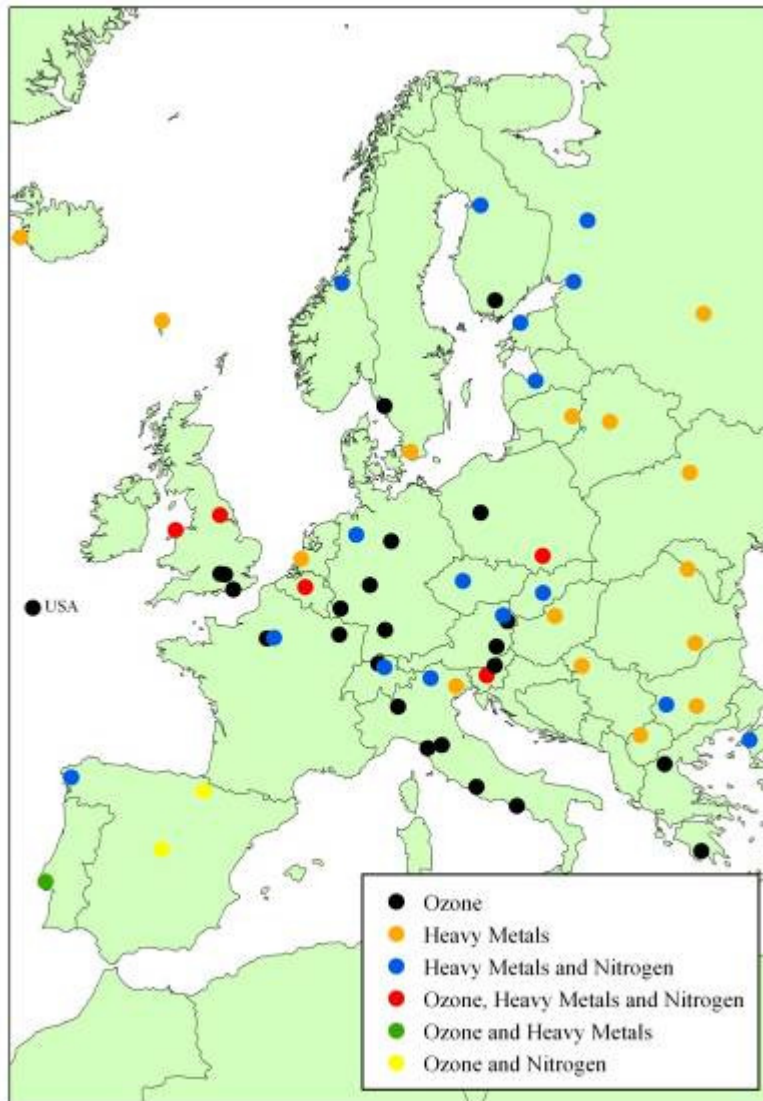 USA
Ozone
Heavy Metals
Heavy Metals and Nitrogen
Ozone, Heavy Metals and Nitrogen
Ozone and Heavy Metals
Ozone and Nitrogen